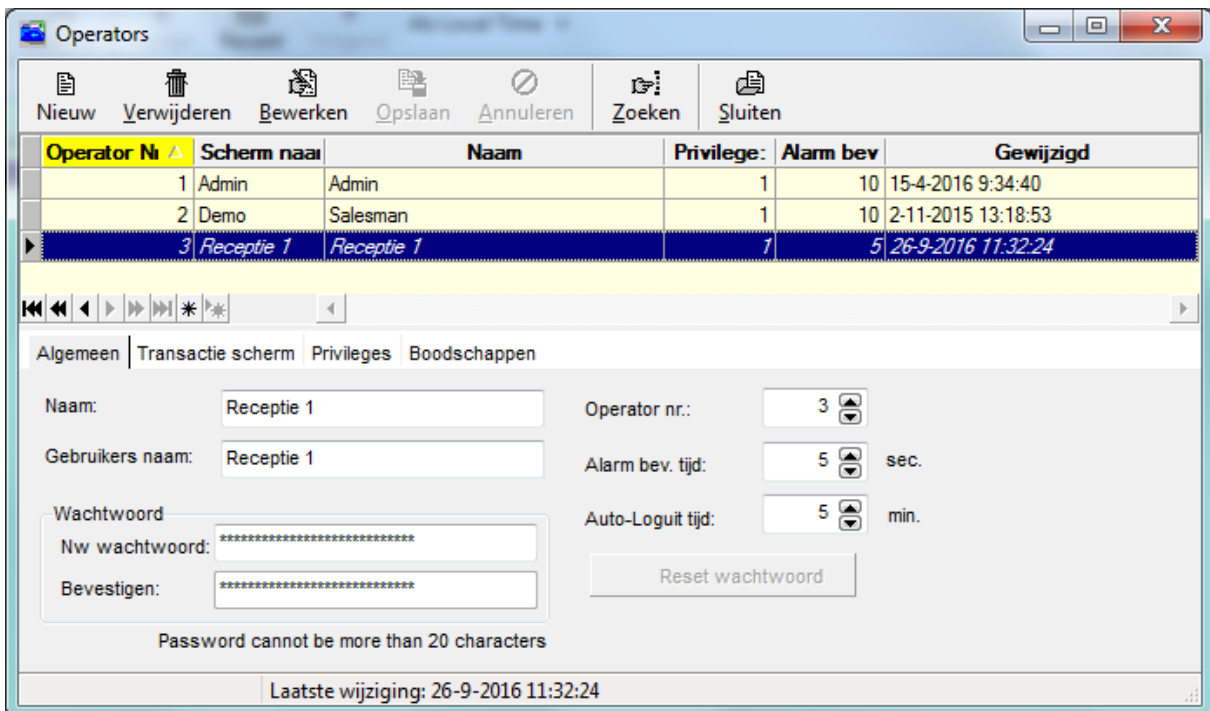 Operators
Nieuw Verwijderen Bewerken Opslaan Annuleren Zoeken Sluiten
Operator Nı Scherm naaı Naam Privilege: Alarm bev Gewijzigd
1 Admin Admin 1 10 15-4-2016 9:34:40
2 Demo Salesman 1 10 2-11-2015 13:18:53
3 Receptie 1 Receptie 1 1 5 26-9-2016 11:32:24
Algemeen Transactie scherm Privileges Boodschappen
Naam: Receptie 1 Operator nr.: 3
Gebruikers naam: Receptie 1 Alarm bev. tijd: 5 sec.
Wachtwoord Auto-Loguit tijd: 5 min.
Nw wachtwoord: ****************************
Bevestigen: **************************** Reset wachtwoord
Password cannot be more than 20 characters
Laatste wijziging: 26-9-2016 11:32:24